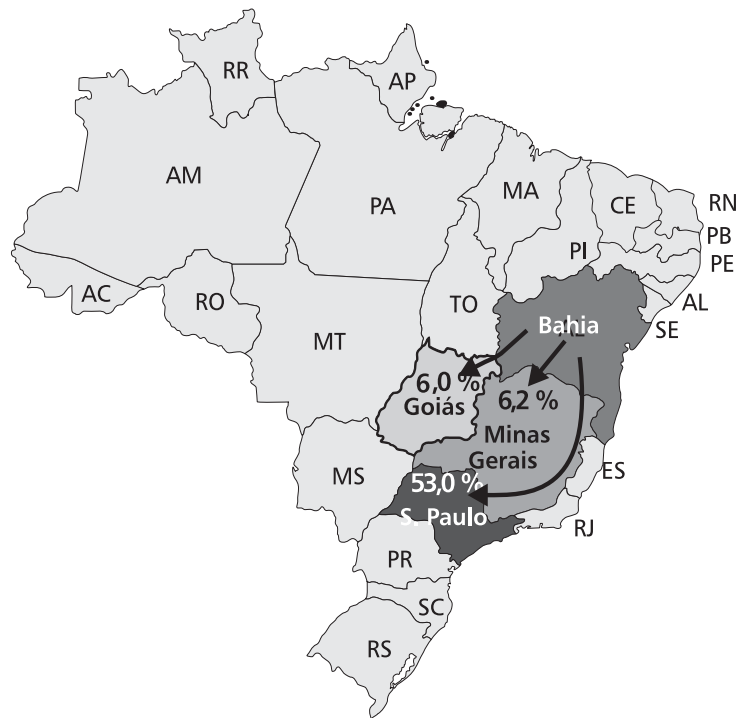 RR
AP
AM
PA
MA
CE
RN
PB
PI
PE
AC
RO
TO
AL
Bahia
SE
MT
6,0 %
Goiás
6,2 %
Minas
Gerais
MS
53,0 %
ES
S. Paulo
RJ
PR
SC
RS